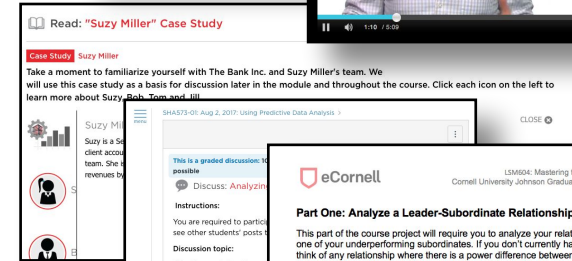 1:10 / 5:09
Read: "Suzy Miller" Case Study
Case Study Suzy Miller
Take a moment to familiarize yourself with The Bank Inc. and Suzy Miller's team. We
will use this case study as a basis for discussion later in the module and throughout the course. Click each icon on the left to
learn more about Suzy, Bob, Tom and Jill.
CLOSE
Suzy Mil
Suzy is a Se
client accou
team. She is
revenues by
S
B
menu
SHA573-01: Aug 2, 2017: Using Predictive Data Analysis >
This is a graded discussion: 10
possible
Discuss: Analyzing
Instructions:
You are required to particip
see other students' posts t
Discussion topic:
eCornell
LSM604: Mastering t
Cornell University Johnson Gradua
Part One: Analyze a Leader-Subordinate Relationship
This part of the course project will require you to analyze your relat
one of your underperforming subordinates. If you don't currently ha
think of any relationship where there is a power difference between